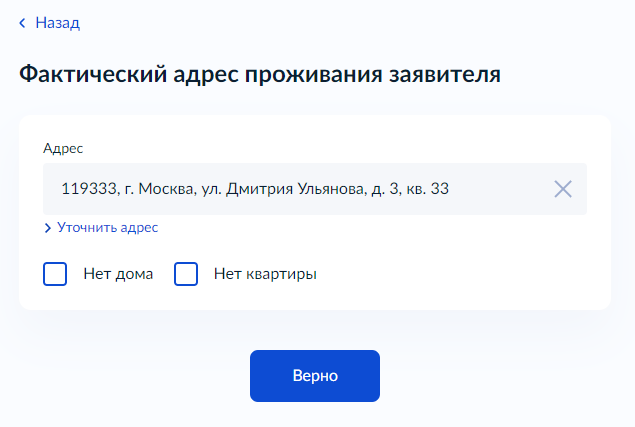 Назад
Фактический адрес проживания заявителя
Адрес
119333, г. Москва, ул. Дмитрия Ульянова, д. 3, кв. 33
Уточнить адрес
Нет дома Нет квартиры
Верно